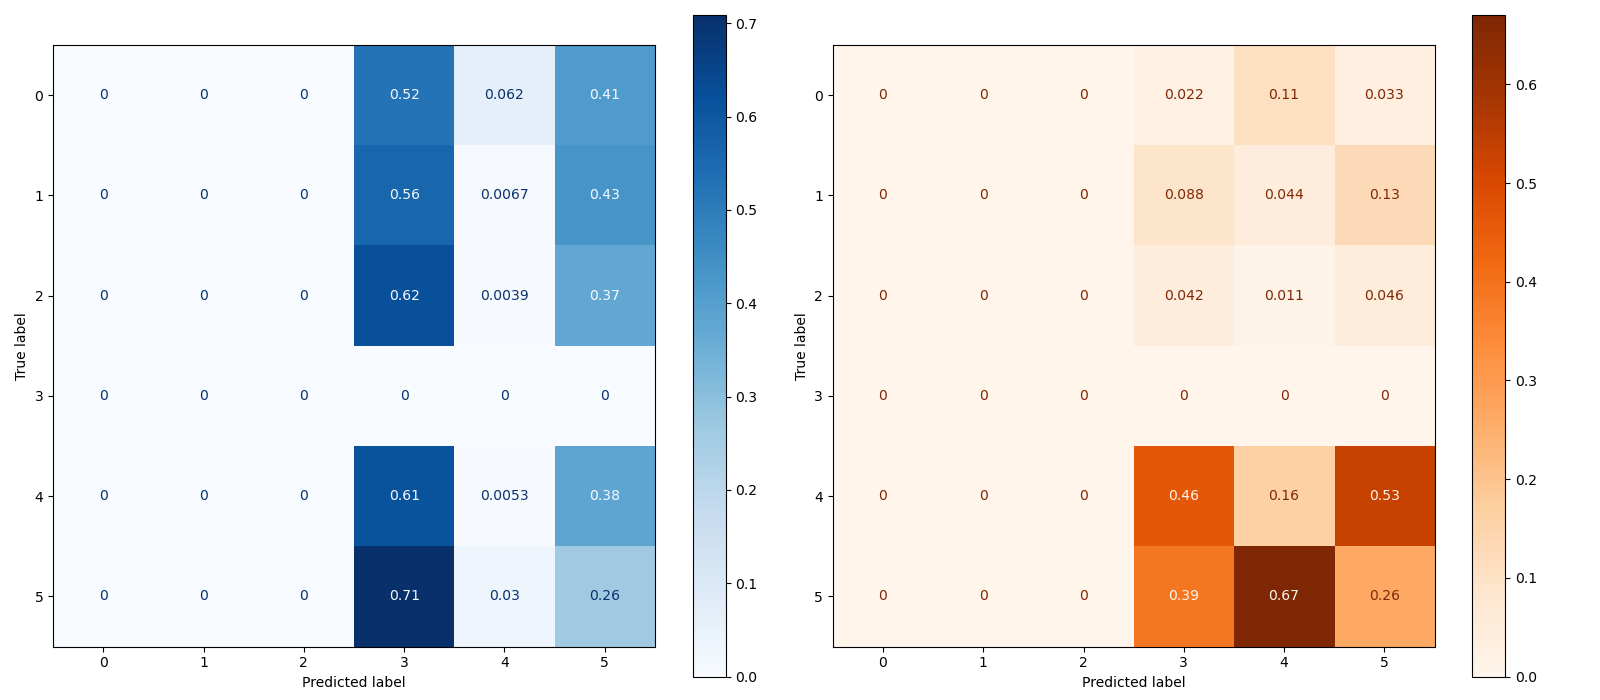 0 0 0 0 0.52 0.062 0.41
1 0 0 0 0.56 0.0067 0.43
2 0 0 0 0.62 0.0039 0.37
3 0 0 0 0 0 0
4 0 0 0 0.61 0.0053 0.38
5 0 0 0 0.71 0.03 0.26
0 1 2 3 4 5
Predicted label
True label
0.7
0.6
0.5
0.4
0.3
0.2
0.1
0.0
0 0 0 0 0.022 0.11 0.033
1 0 0 0 0.088 0.044 0.13
2 0 0 0 0.042 0.011 0.046
3 0 0 0 0 0 0
4 0 0 0 0.46 0.16 0.53
5 0 0 0 0.39 0.67 0.26
0 1 2 3 4 5
Predicted label
True label
0.6
0.5
0.4
0.3
0.2
0.1
0.0